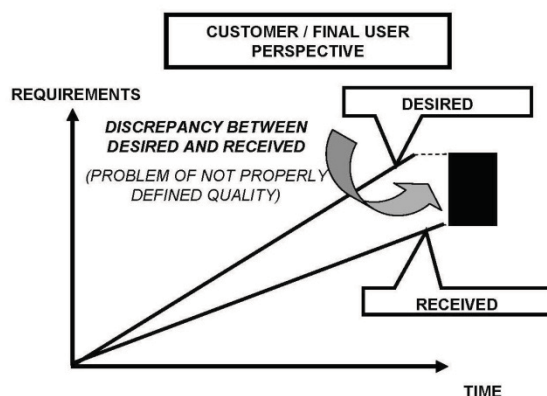 CUSTOMER / FINAL USER
PERSPECTIVE
REQUIREMENTS
DESIRED
DISCREPANCY BETWEEN
DESIRED AND RECEIVED
(PROBLEM OF NOT PROPERLY
DEFINED QUALITY)
RECEIVED
TIME